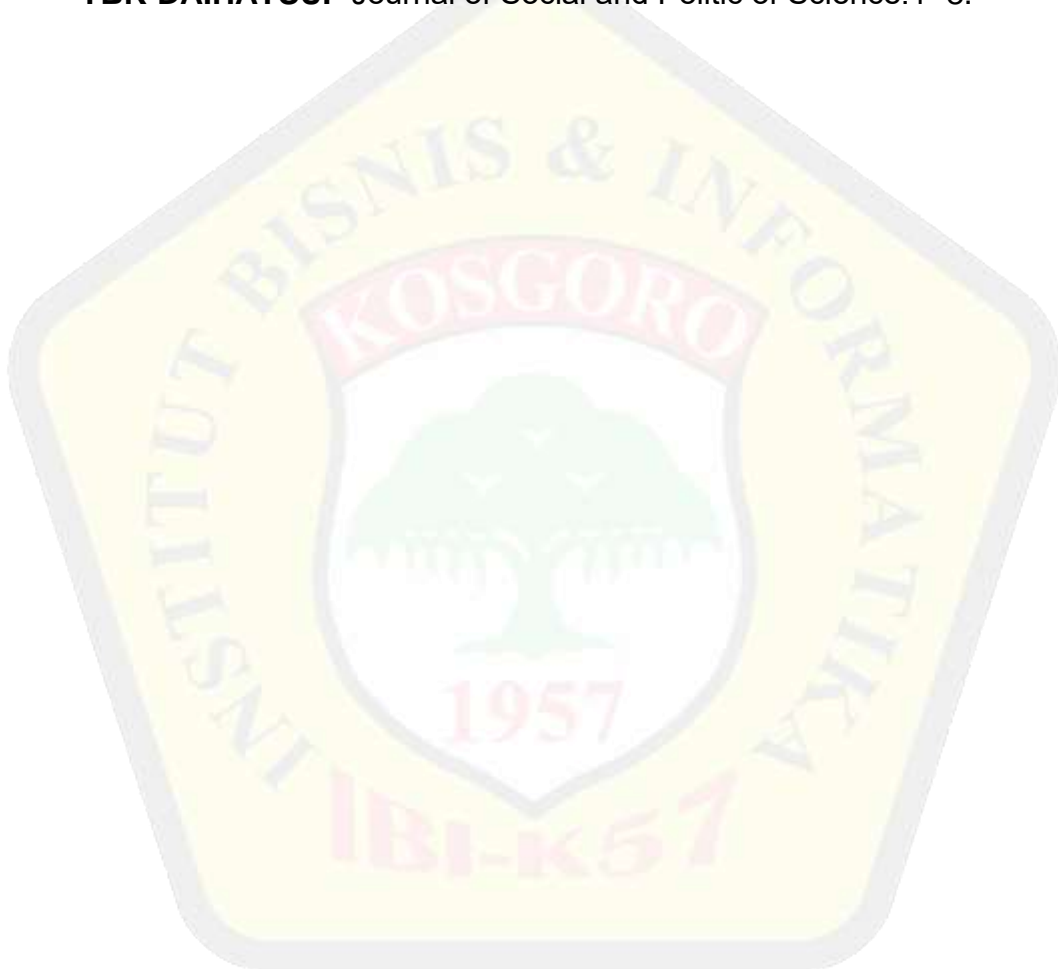 TBK DAIHATSU. Journal of Social and Politic of Science.1–8.
INSTITUT BISNIS & INFORMATIKA
KOSGORO
1957
IBI-K57